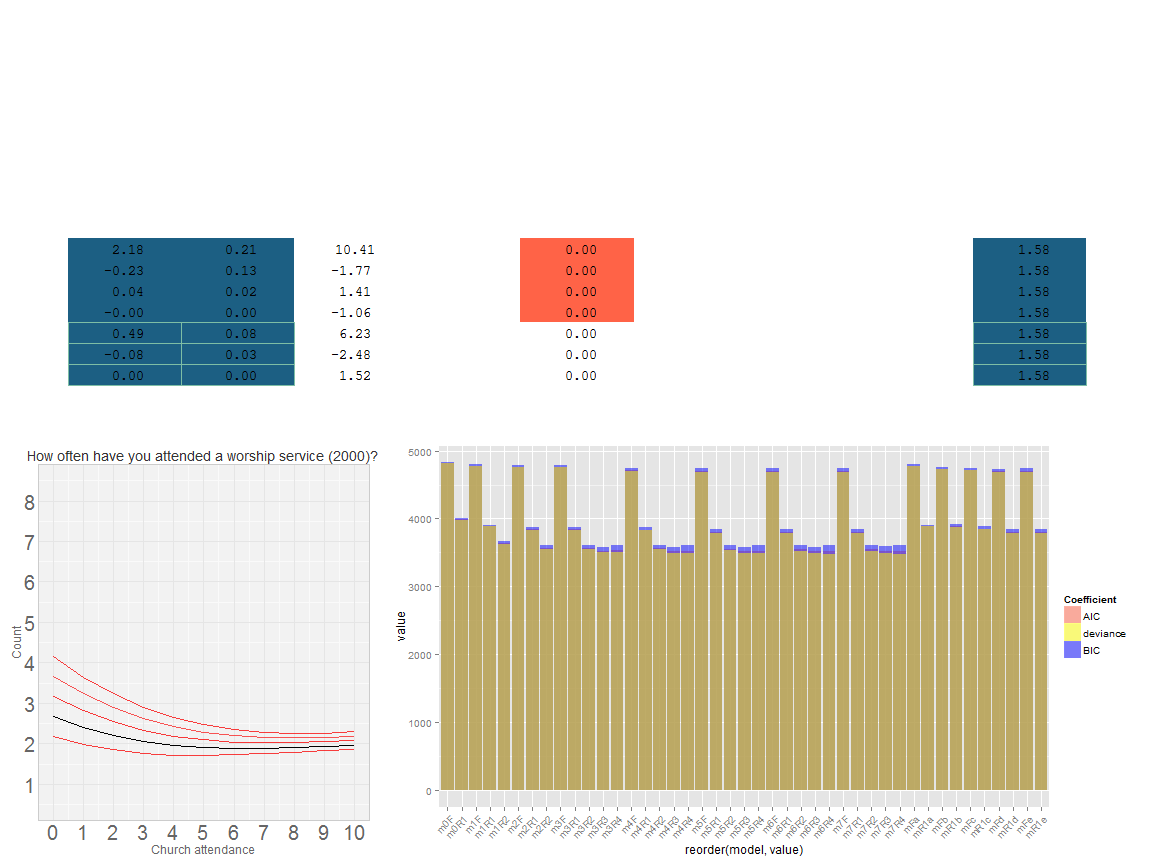 2.18 0.21 10.41 0.00 1.58
-0.23 0.13 -1.77 0.00 1.58
0.04 0.02 1.41 0.00 1.58
-0.00 0.00 -1.06 0.00 1.58
0.49 0.08 6.23 0.00 1.58
-0.08 0.03 -2.48 0.00 1.58
0.00 0.00 1.52 0.00 1.58
How often have you attended a worship service (2000)?
8
7
6
5
4
3
2
1
Count
0 1 2 3 4 5 6 7 8 9 10
Church attendance
5000
4000
3000
2000
1000
0
value
m0F m0R1 m1F m1R1 m1R2 m2F m2R1 m2R2 m3F m3R1 m3R2 m3R3 m3R4 m4F m4R1 m4R2 m4R3 m4R4 m5F m5R1 m5R2 m5R3 m5R4 m6F m6R1 m6R2 m6R3 m6R4 m7F m7R1 m7R2 m7R3 m7R4 mFa mR1a mFb mR1b mFc mR1c mFd mR1d mFe mR1e
reorder(model, value)
Coefficient
AIC
deviance
BIC